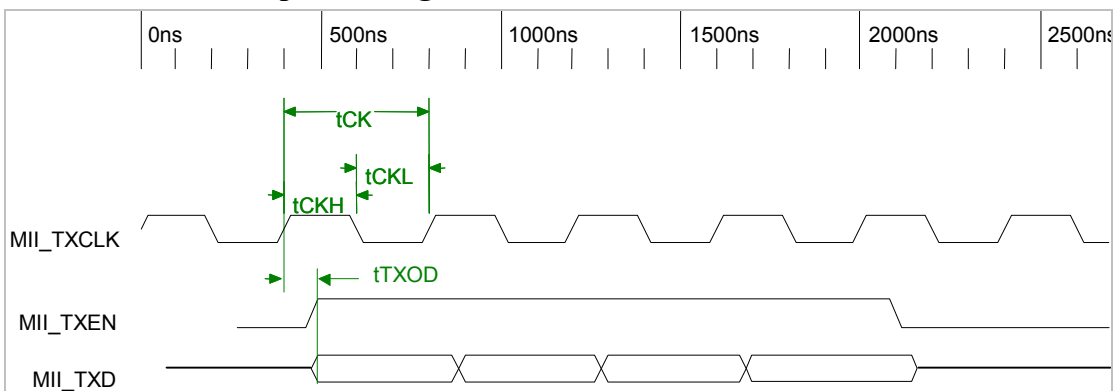 0ns 500ns 1000ns 1500ns 2000ns 2500ns
tCK
tCKL
tCKH
MII_TXCLK
tTXOD
MII_TXEN
MII_TXD